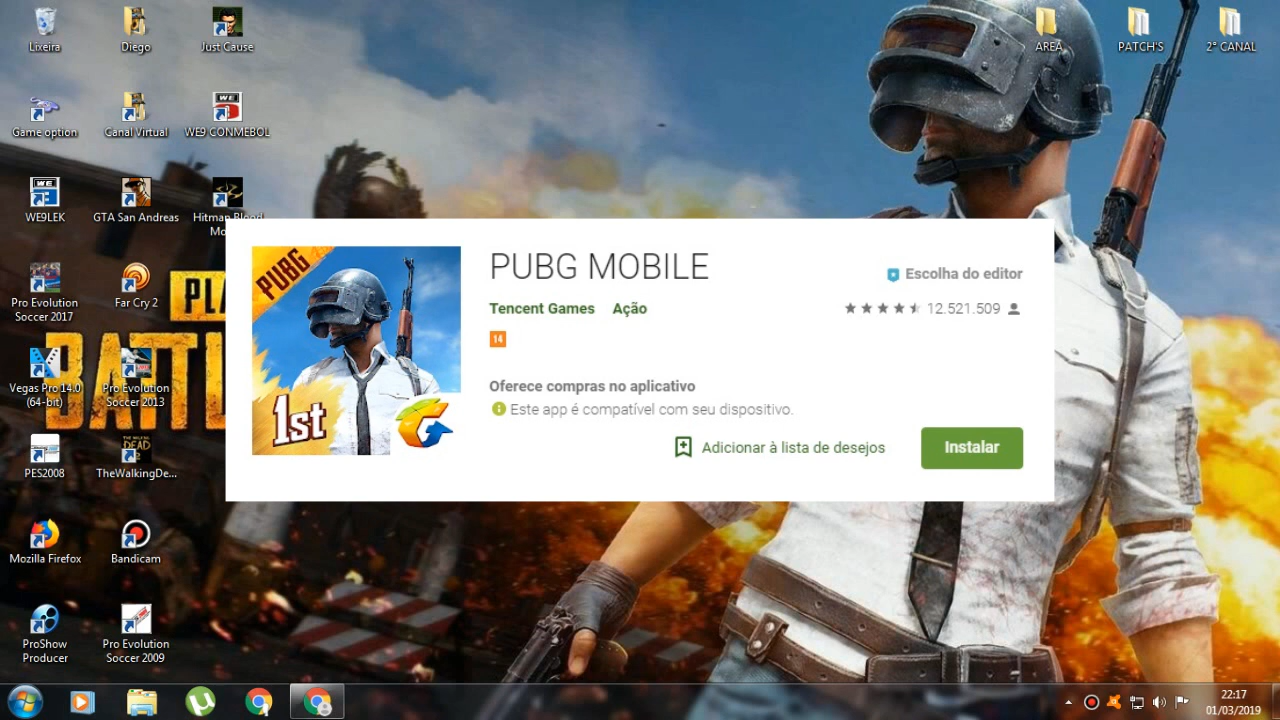 Lixeira
Diego
Just Cause
AREA
PATCH'S
2° CANAL
Game option
Canal Virtual
WE9 CONMEBOL
WE9LEK
GTA San Andreas
Hitman Blood
Mo
PLA
BATTL
Pro Evolution
Soccer 2017
Far Cry 2
Vegas Pro 14.0
(64-bit)
Pro Evolution
Soccer 2013
PES2008
TheWalkingDe...
Mozilla Firefox
Bandicam
ProShow
Producer
Pro Evolution
Soccer 2009
PUBG
1st
PUBG MOBILE
Escolha do editor
Tencent Games Ação
12.521.509
14
Oferece compras no aplicativo
Este app é compatível com seu dispositivo.
Adicionar à lista de desejos
Instalar
22:17
01/03/2019